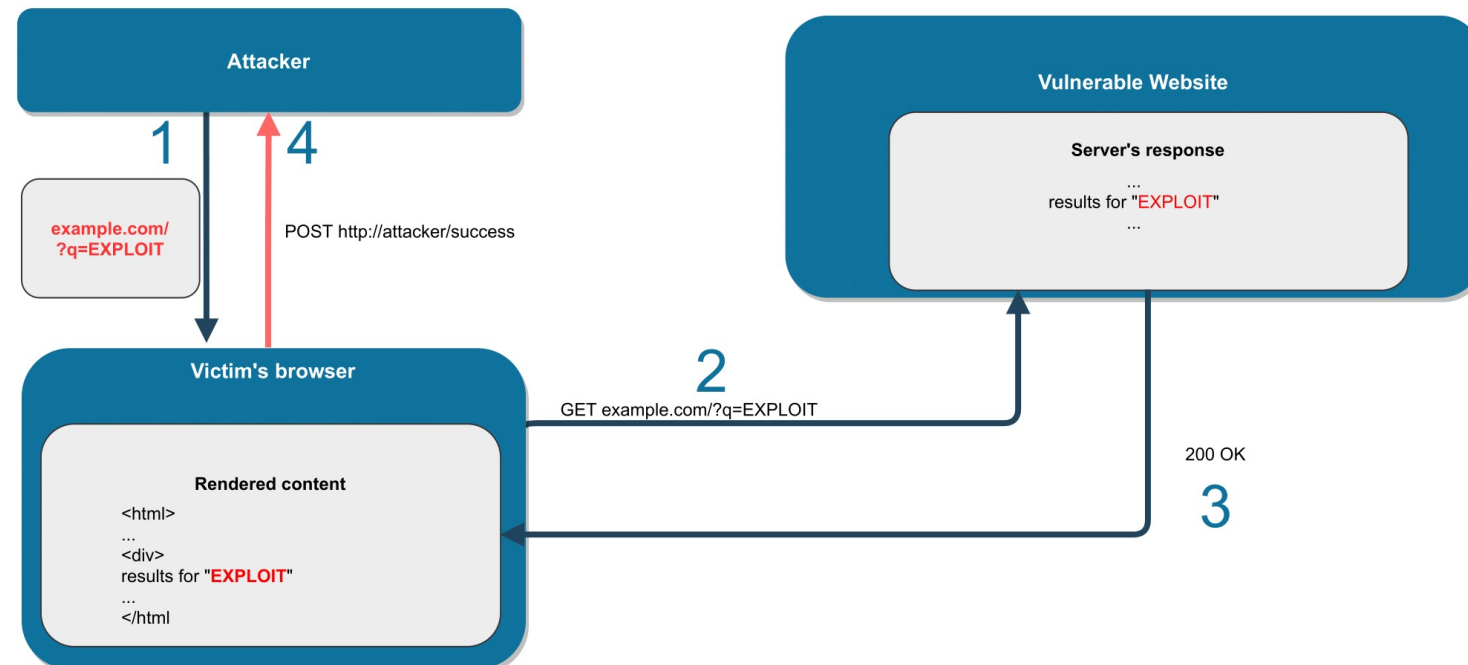 Attacker
1
4
example.com/
?q=EXPLOIT
POST http://attacker/success
Vulnerable Website
Server's response
...
results for "EXPLOIT"
...
Victim's browser
2
GET example.com/?q=EXPLOIT
200 OK
3
Rendered content
<html>
...
<div>
results for "EXPLOIT"
...
</html